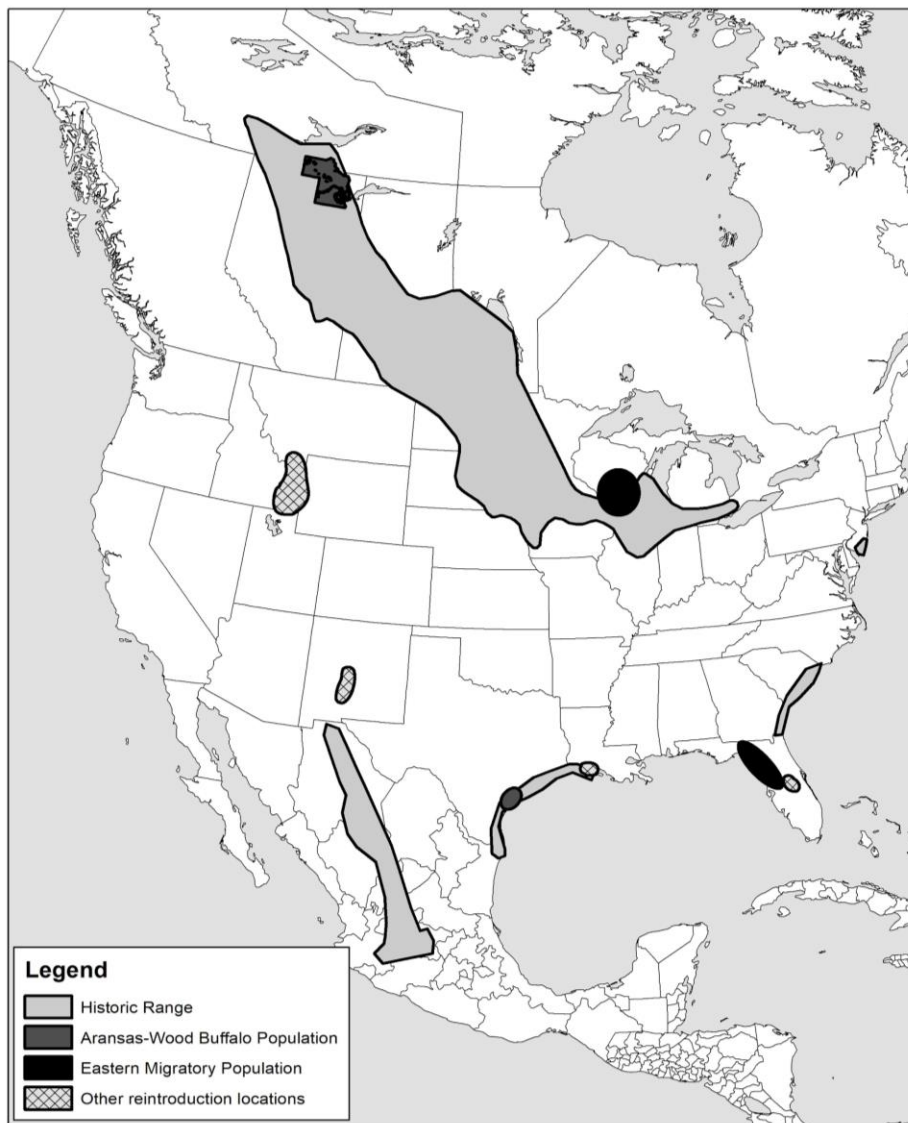 Legend
Historic Range
Aransas-Wood Buffalo Population
Eastern Migratory Population
Other reintroduction locations